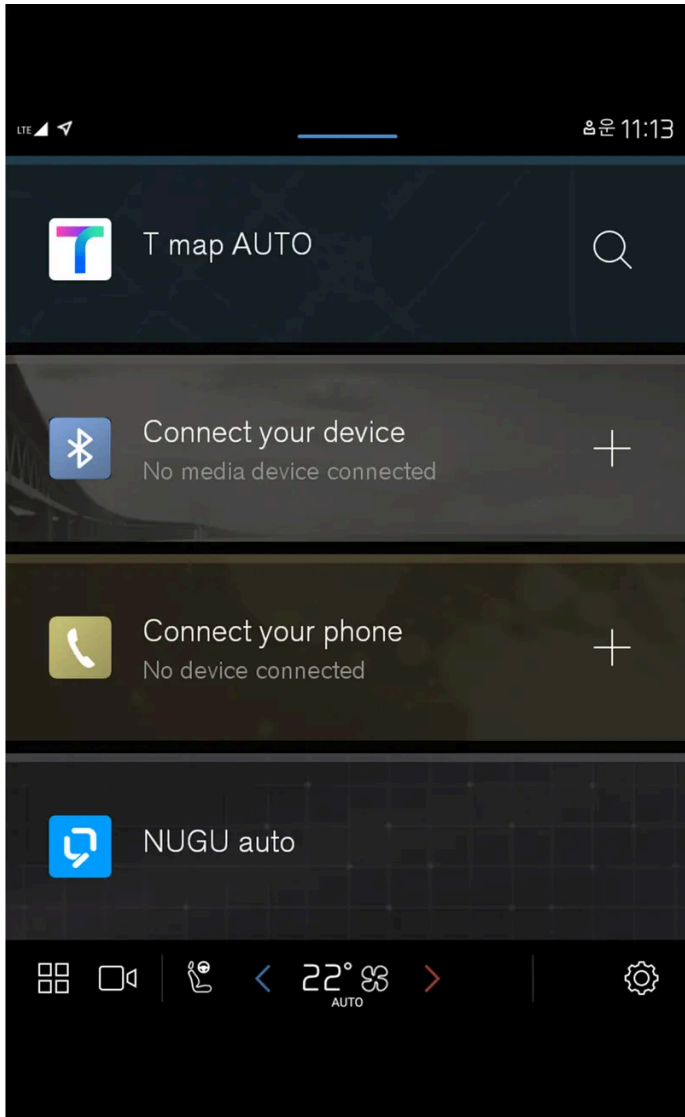 LTE
운 11:13
T map AUTO
Connect your device
No media device connected
Connect your phone
No device connected
NUGU auto
22°
AUTO